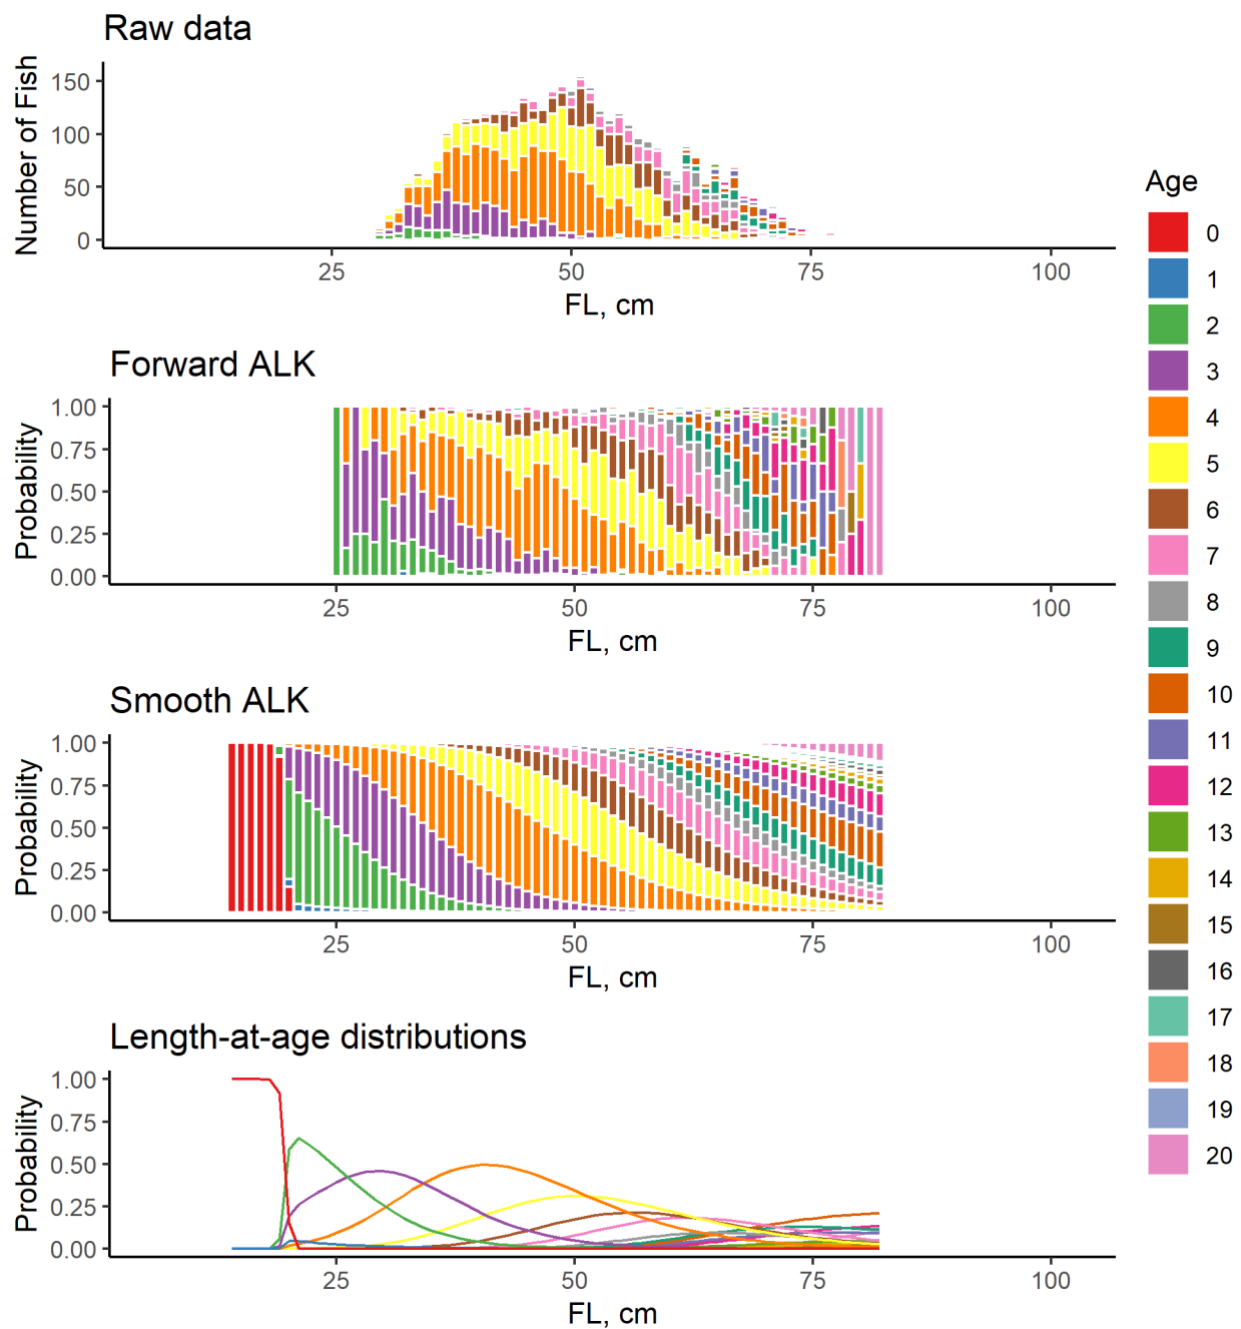 Raw data
Number of Fish
150
100
50
0
25 50 75 100
FL, cm
Forward ALK
Probability
1.00
0.75
0.50
0.25
0.00
25 50 75 100
FL, cm
Smooth ALK
Probability
1.00
0.75
0.50
0.25
0.00
25 50 75 100
FL, cm
Length-at-age distributions
Probability
1.00
0.75
0.50
0.25
0.00
25 50 75 100
FL, cm
Age
0
1
2
3
4
5
6
7
8
9
10
11
12
13
14
15
16
17
18
19
20